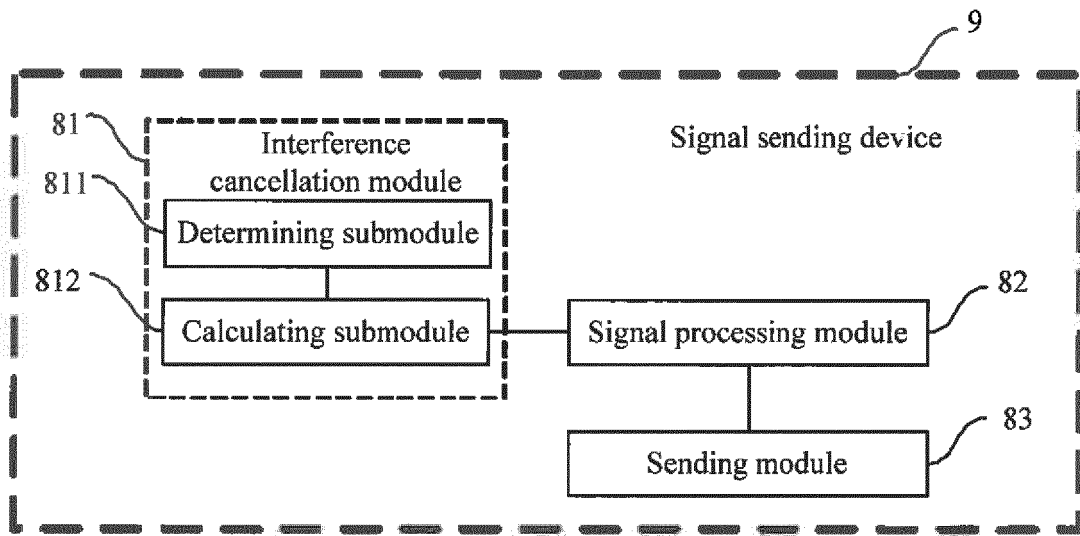 9
Signal sending device
81
Interference
cancellation module
811
Determining submodule
812
Calculating submodule
82
Signal processing module
83
Sending module